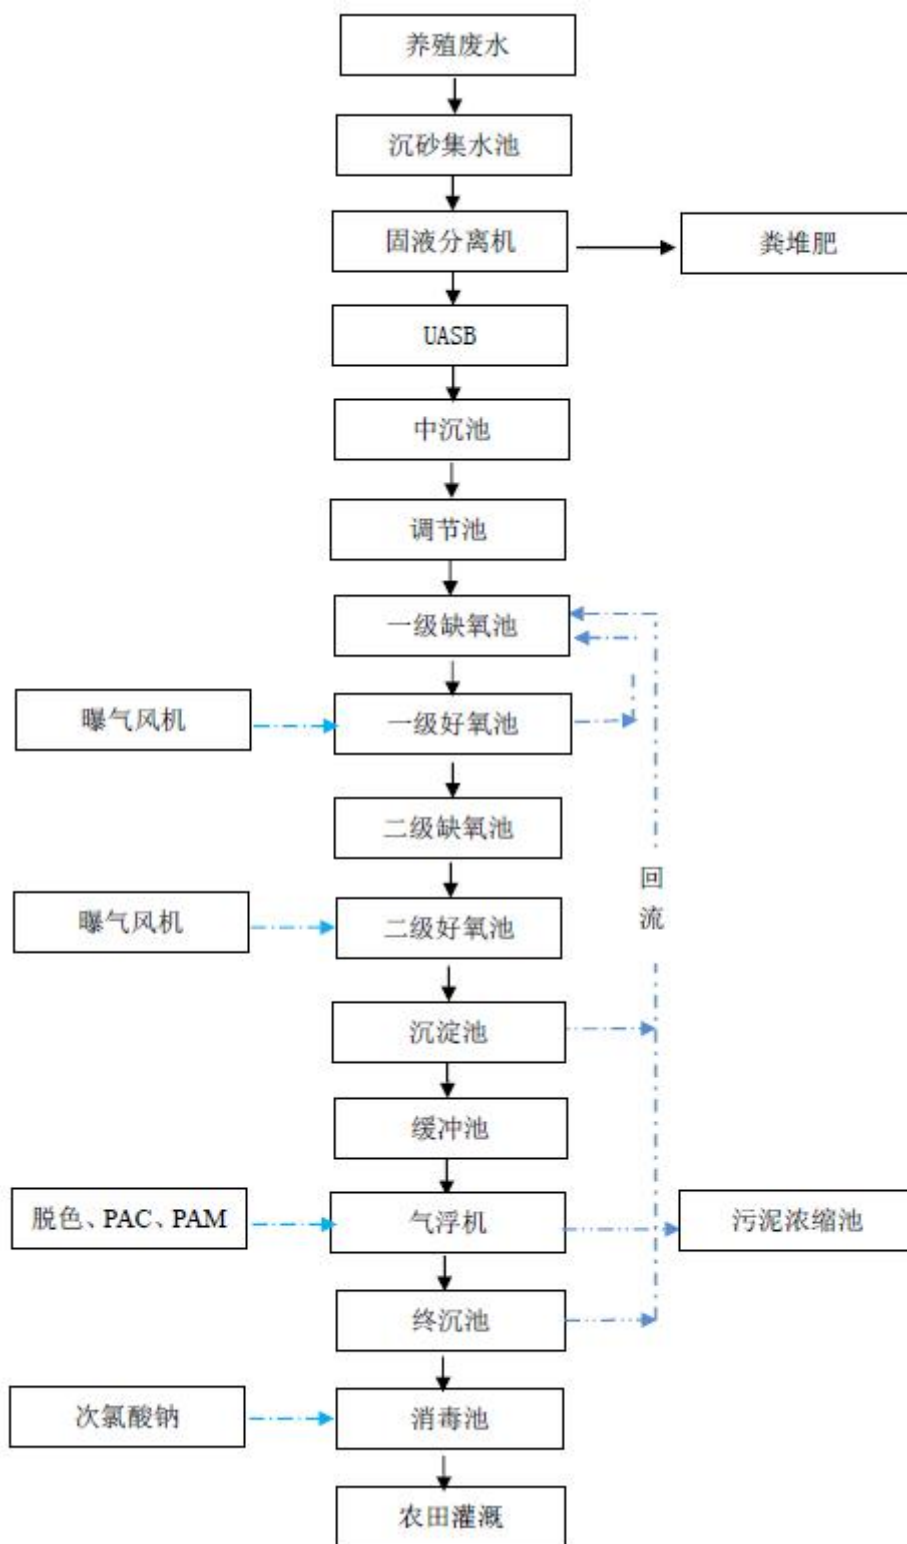 养殖废水
沉砂集水池
固液分离机
粪堆肥
UASB
中沉池
调节池
一级缺氧池
曝气风机
一级好氧池
二级缺氧池
回
流
曝气风机
二级好氧池
沉淀池
缓冲池
脱色、PAC、PAM
气浮机
污泥浓缩池
终沉池
次氯酸钠
消毒池
农田灌溉